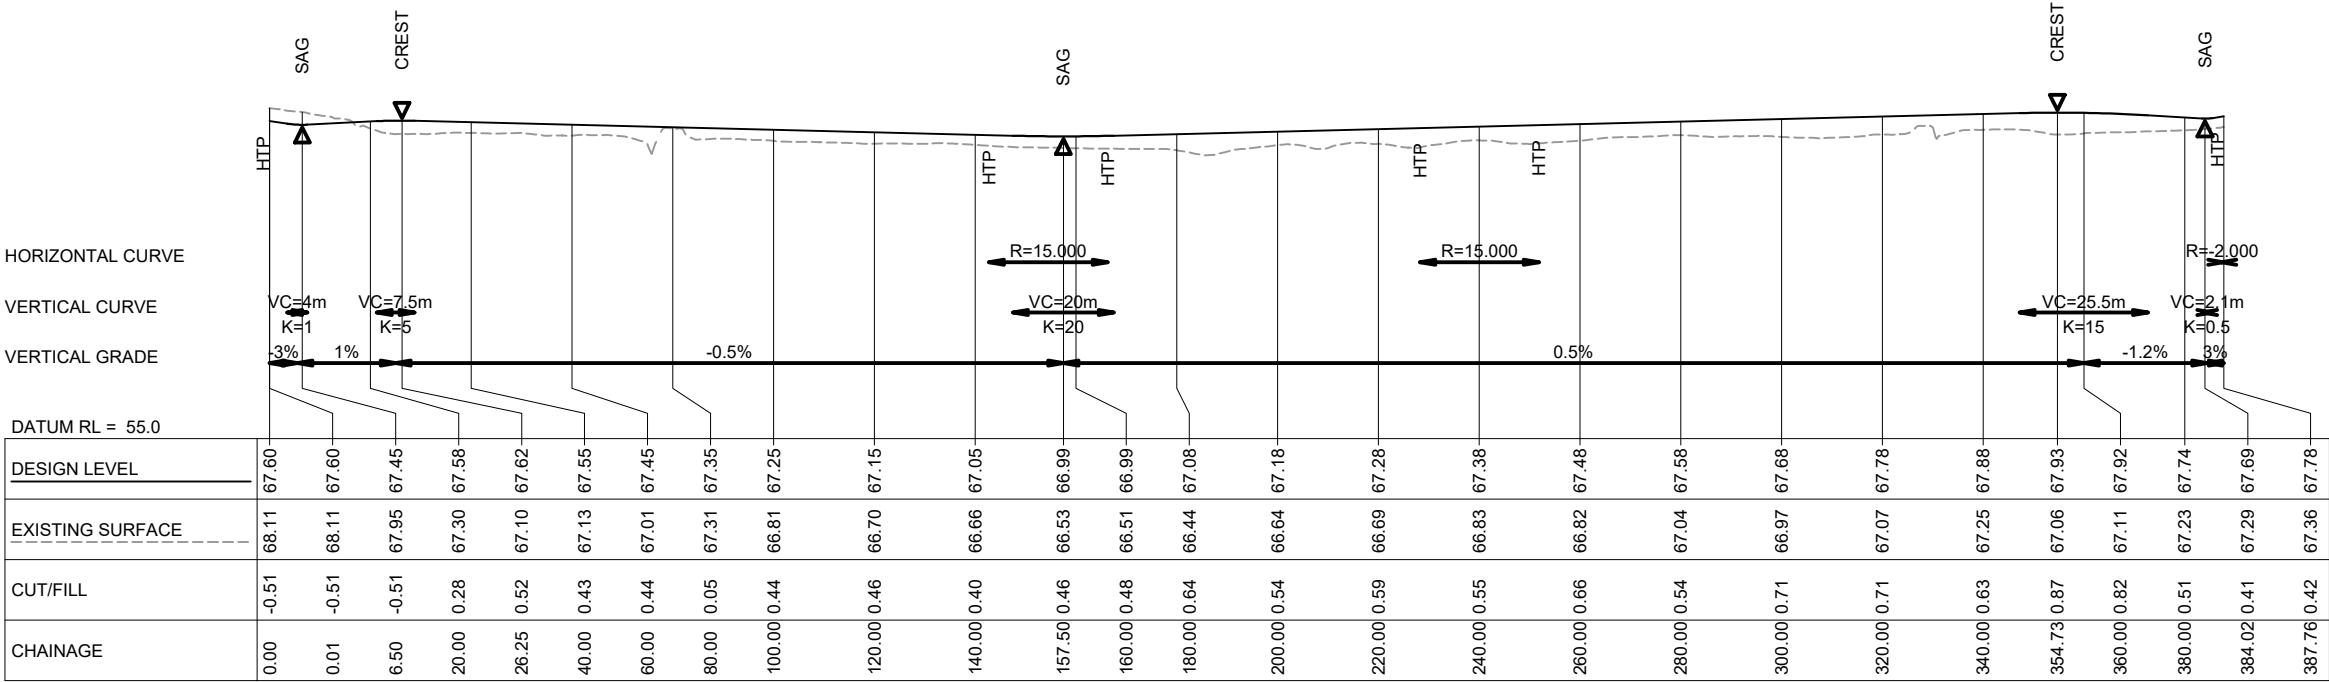 SAG
CREST
SAG
CREST
SAG
HTP
HTP
HTP
HTP
HTP
HTP
HORIZONTAL CURVE
R=15.000
R=15.000
R=-2.000
VERTICAL CURVE
VC=4m
VC=7.5m
VC=20m
VC=25.5m
VC=2.1m
K=1
K=5
K=20
K=15
K=0.5
VERTICAL GRADE
-3%
1%
-0.5%
0.5%
-1.2%
3%
DATUM RL = 55.0
DESIGN LEVEL 67.60 67.60 67.45 67.58 67.62 67.55 67.45 67.35 67.25 67.15 67.05 66.99 66.99 67.08 67.18 67.28 67.38 67.48 67.58 67.68 67.78 67.88 67.93 67.92 67.74 67.69 67.78
EXISTING SURFACE 68.11 68.11 67.95 67.30 67.10 67.13 67.01 67.31 66.81 66.70 66.66 66.53 66.51 66.44 66.64 66.69 66.83 66.82 67.04 66.97 67.07 67.25 67.06 67.11 67.23 67.29 67.36
CUT/FILL -0.51 -0.51 -0.51 0.28 0.52 0.43 0.44 0.05 0.44 0.46 0.40 0.46 0.48 0.64 0.54 0.59 0.55 0.66 0.54 0.71 0.71 0.63 0.87 0.82 0.51 0.41 0.42
CHAINAGE 0.00 0.01 6.50 20.00 26.25 40.00 60.00 80.00 100.00 120.00 140.00 157.50 160.00 180.00 200.00 220.00 240.00 260.00 280.00 300.00 320.00 340.00 354.73 360.00 380.00 384.02 387.76